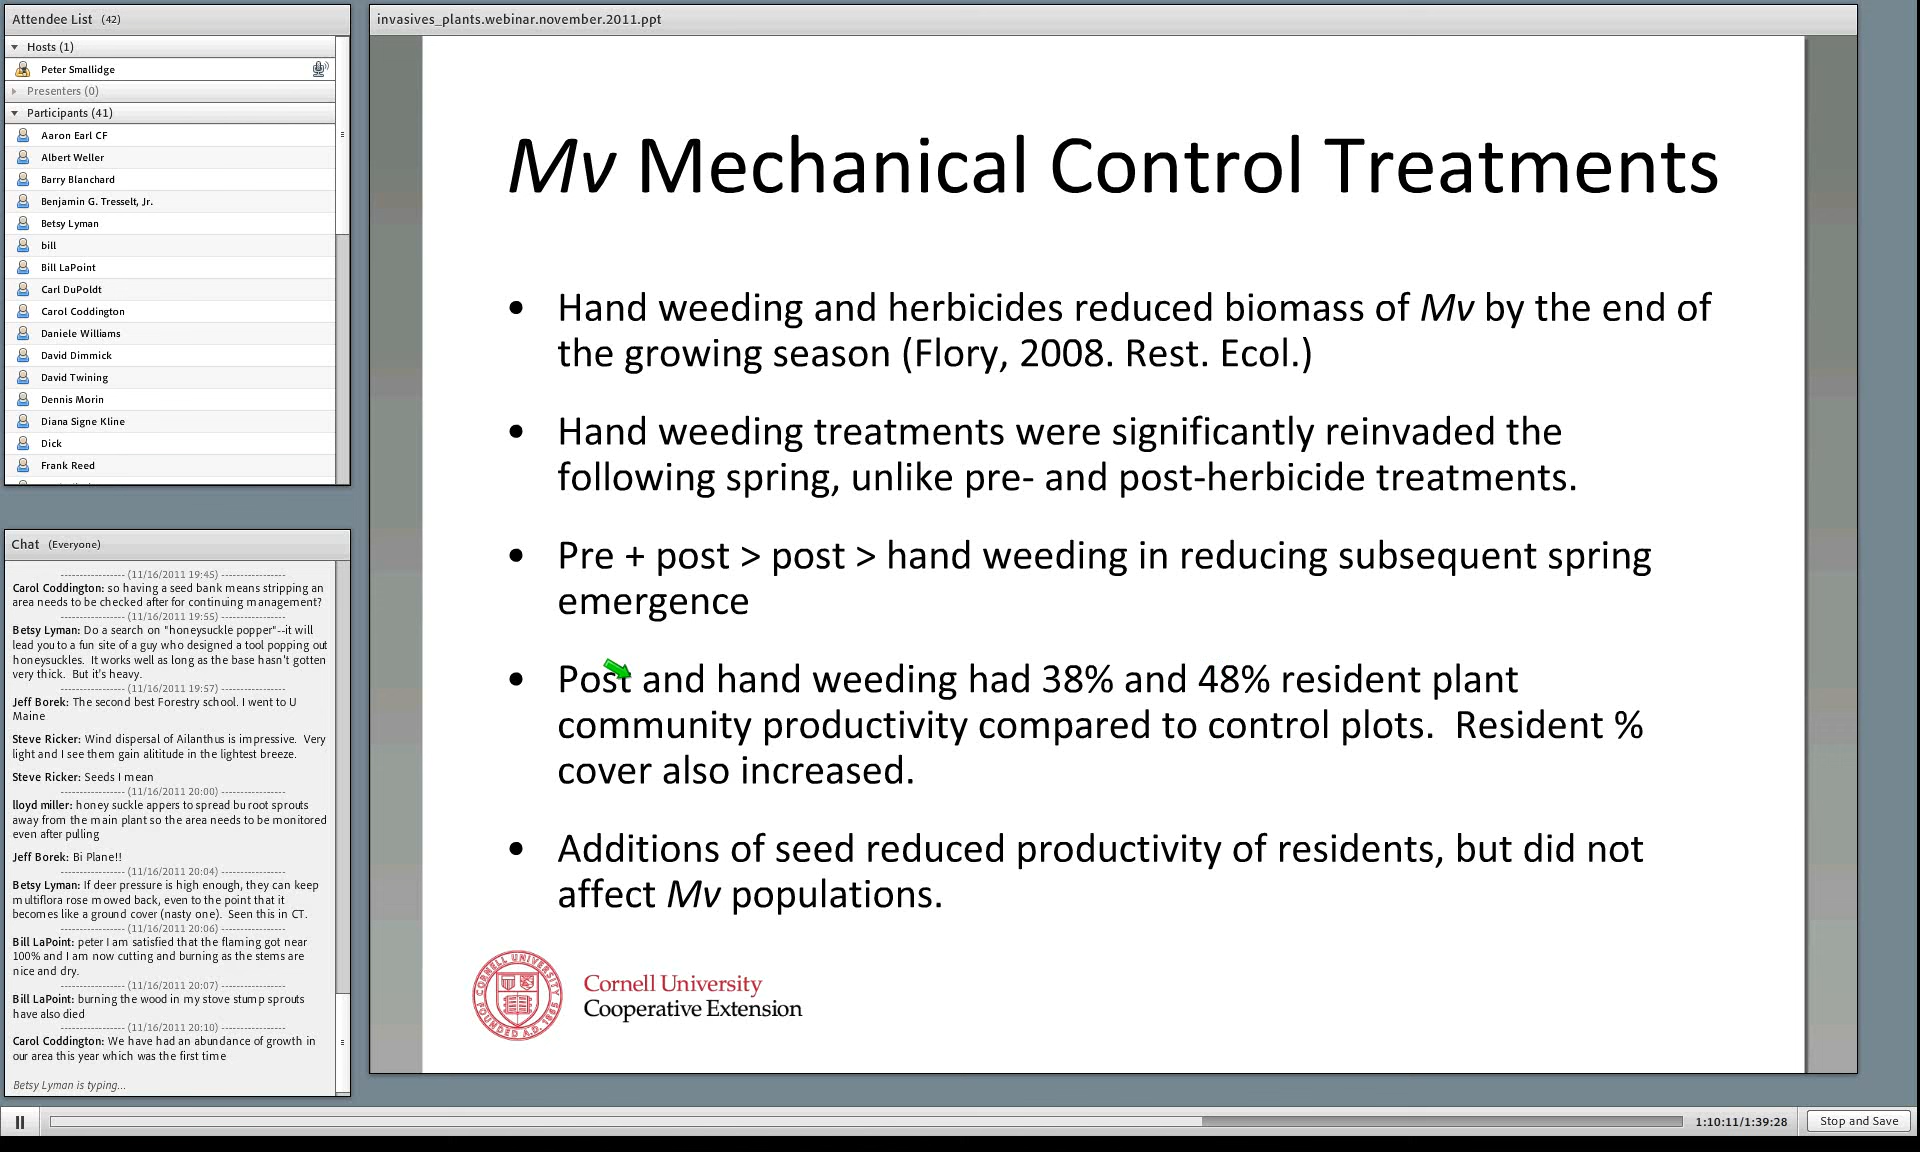 Attendee List (42)
Hosts (1)
Peter Smallidge
Presenters (0)
Participants (41)
Aaron Earl CF
Albert Weller
Barry Blanchard
Benjamin G. Tresselt, Jr.
Betsy Lyman
bill
Bill LaPoint
Carl DuPoldt
Carol Coddington
Daniele Williams
David Dimmick
David Twining
Dennis Morin
Diana Signe Kline
Dick
Frank Reed
Chat (Everyone)
---------------- (11/16/2011 19:45) ----------------
Carol Coddington: so having a seed bank means stripping an
area needs to be checked after for continuing management?
---------------- (11/16/2011 19:55) ----------------
Betsy Lyman: Do a search on "honeysuckle popper"--it will
lead you to a fun site of a guy who designed a tool popping out
honeysuckles. It works well as long as the base hasn't gotten
very thick. But it's heavy.
---------------- (11/16/2011 19:57) ----------------
Jeff Borek: The second best Forestry school. I went to U
Maine
Steve Ricker: Wind dispersal of Ailanthus is impressive. Very
light and I see them gain alititude in the lightest breeze.
Steve Ricker: Seeds I mean
---------------- (11/16/2011 20:00) ----------------
lloyd miller: honey suckle appers to spread bu root sprouts
away from the main plant so the area needs to be monitored
even after pulling
Jeff Borek: Bi Plane!!
---------------- (11/16/2011 20:04) ----------------
Betsy Lyman: If deer pressure is high enough, they can keep
multiflora rose mowed back, even to the point that it
becomes like a ground cover (nasty one). Seen this in CT.
---------------- (11/16/2011 20:06) ----------------
Bill LaPoint: peter I am satisfied that the flaming got near
100% and I am now cutting and burning as the stems are
nice and dry.
---------------- (11/16/2011 20:07) ----------------
Bill LaPoint: burning the wood in my stove stump sprouts
have also died
---------------- (11/16/2011 20:10) ----------------
Carol Coddington: We have had an abundance of growth in
our area this year which was the first time
Betsy Lyman is typing...
invasives_plants.webinar.november.2011.ppt
Mv Mechanical Control Treatments
• Hand weeding and herbicides reduced biomass of Mv by the end of
the growing season (Flory, 2008. Rest. Ecol.)
• Hand weeding treatments were significantly reinvaded the
following spring, unlike pre- and post-herbicide treatments.
• Pre + post > post > hand weeding in reducing subsequent spring
emergence
• Post and hand weeding had 38% and 48% resident plant
community productivity compared to control plots. Resident %
cover also increased.
• Additions of seed reduced productivity of residents, but did not
affect Mv populations.
CORNELL UNIVERSITY
FOUNDED A.D. 1865
Cornell University
Cooperative Extension
1:10:11/1:39:28
Stop and Save